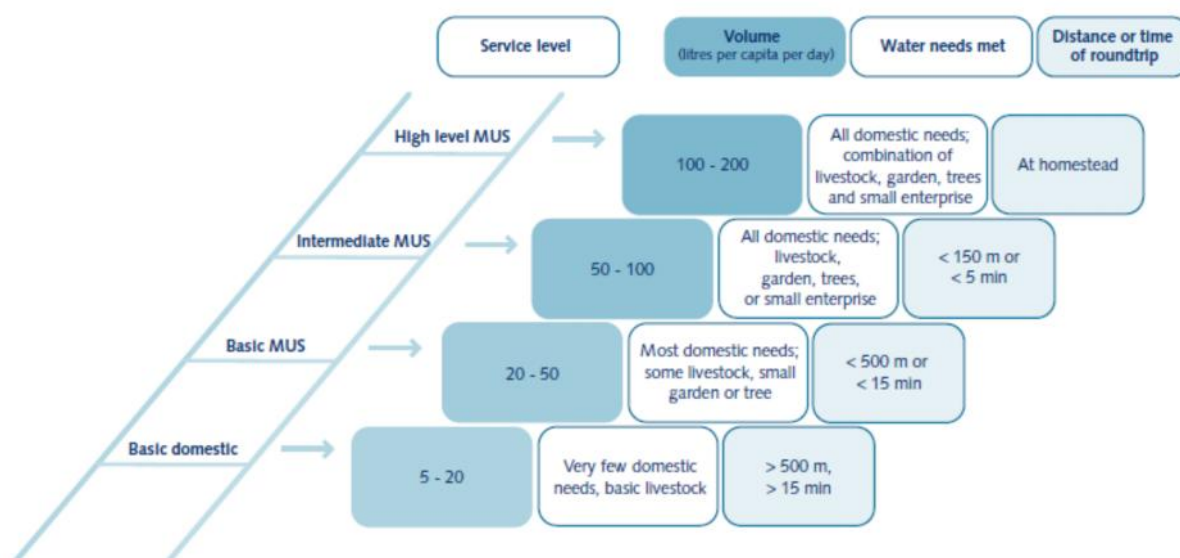 Service level
Volume
(litres per capita per day)
Water needs met
Distance or time
of roundtrip
High level MUS
100 - 200
All domestic needs;
combination of
livestock, garden, trees
and small enterprise
At homestead
Intermediate MUS
50 - 100
All domestic needs;
livestock,
garden, trees,
or small enterprise
< 150 m or
< 5 min
Basic MUS
20 - 50
Most domestic needs;
some livestock, small
garden or tree
< 500 m or
< 15 min
Basic domestic
5 - 20
Very few domestic
needs, basic livestock
> 500 m,
> 15 min